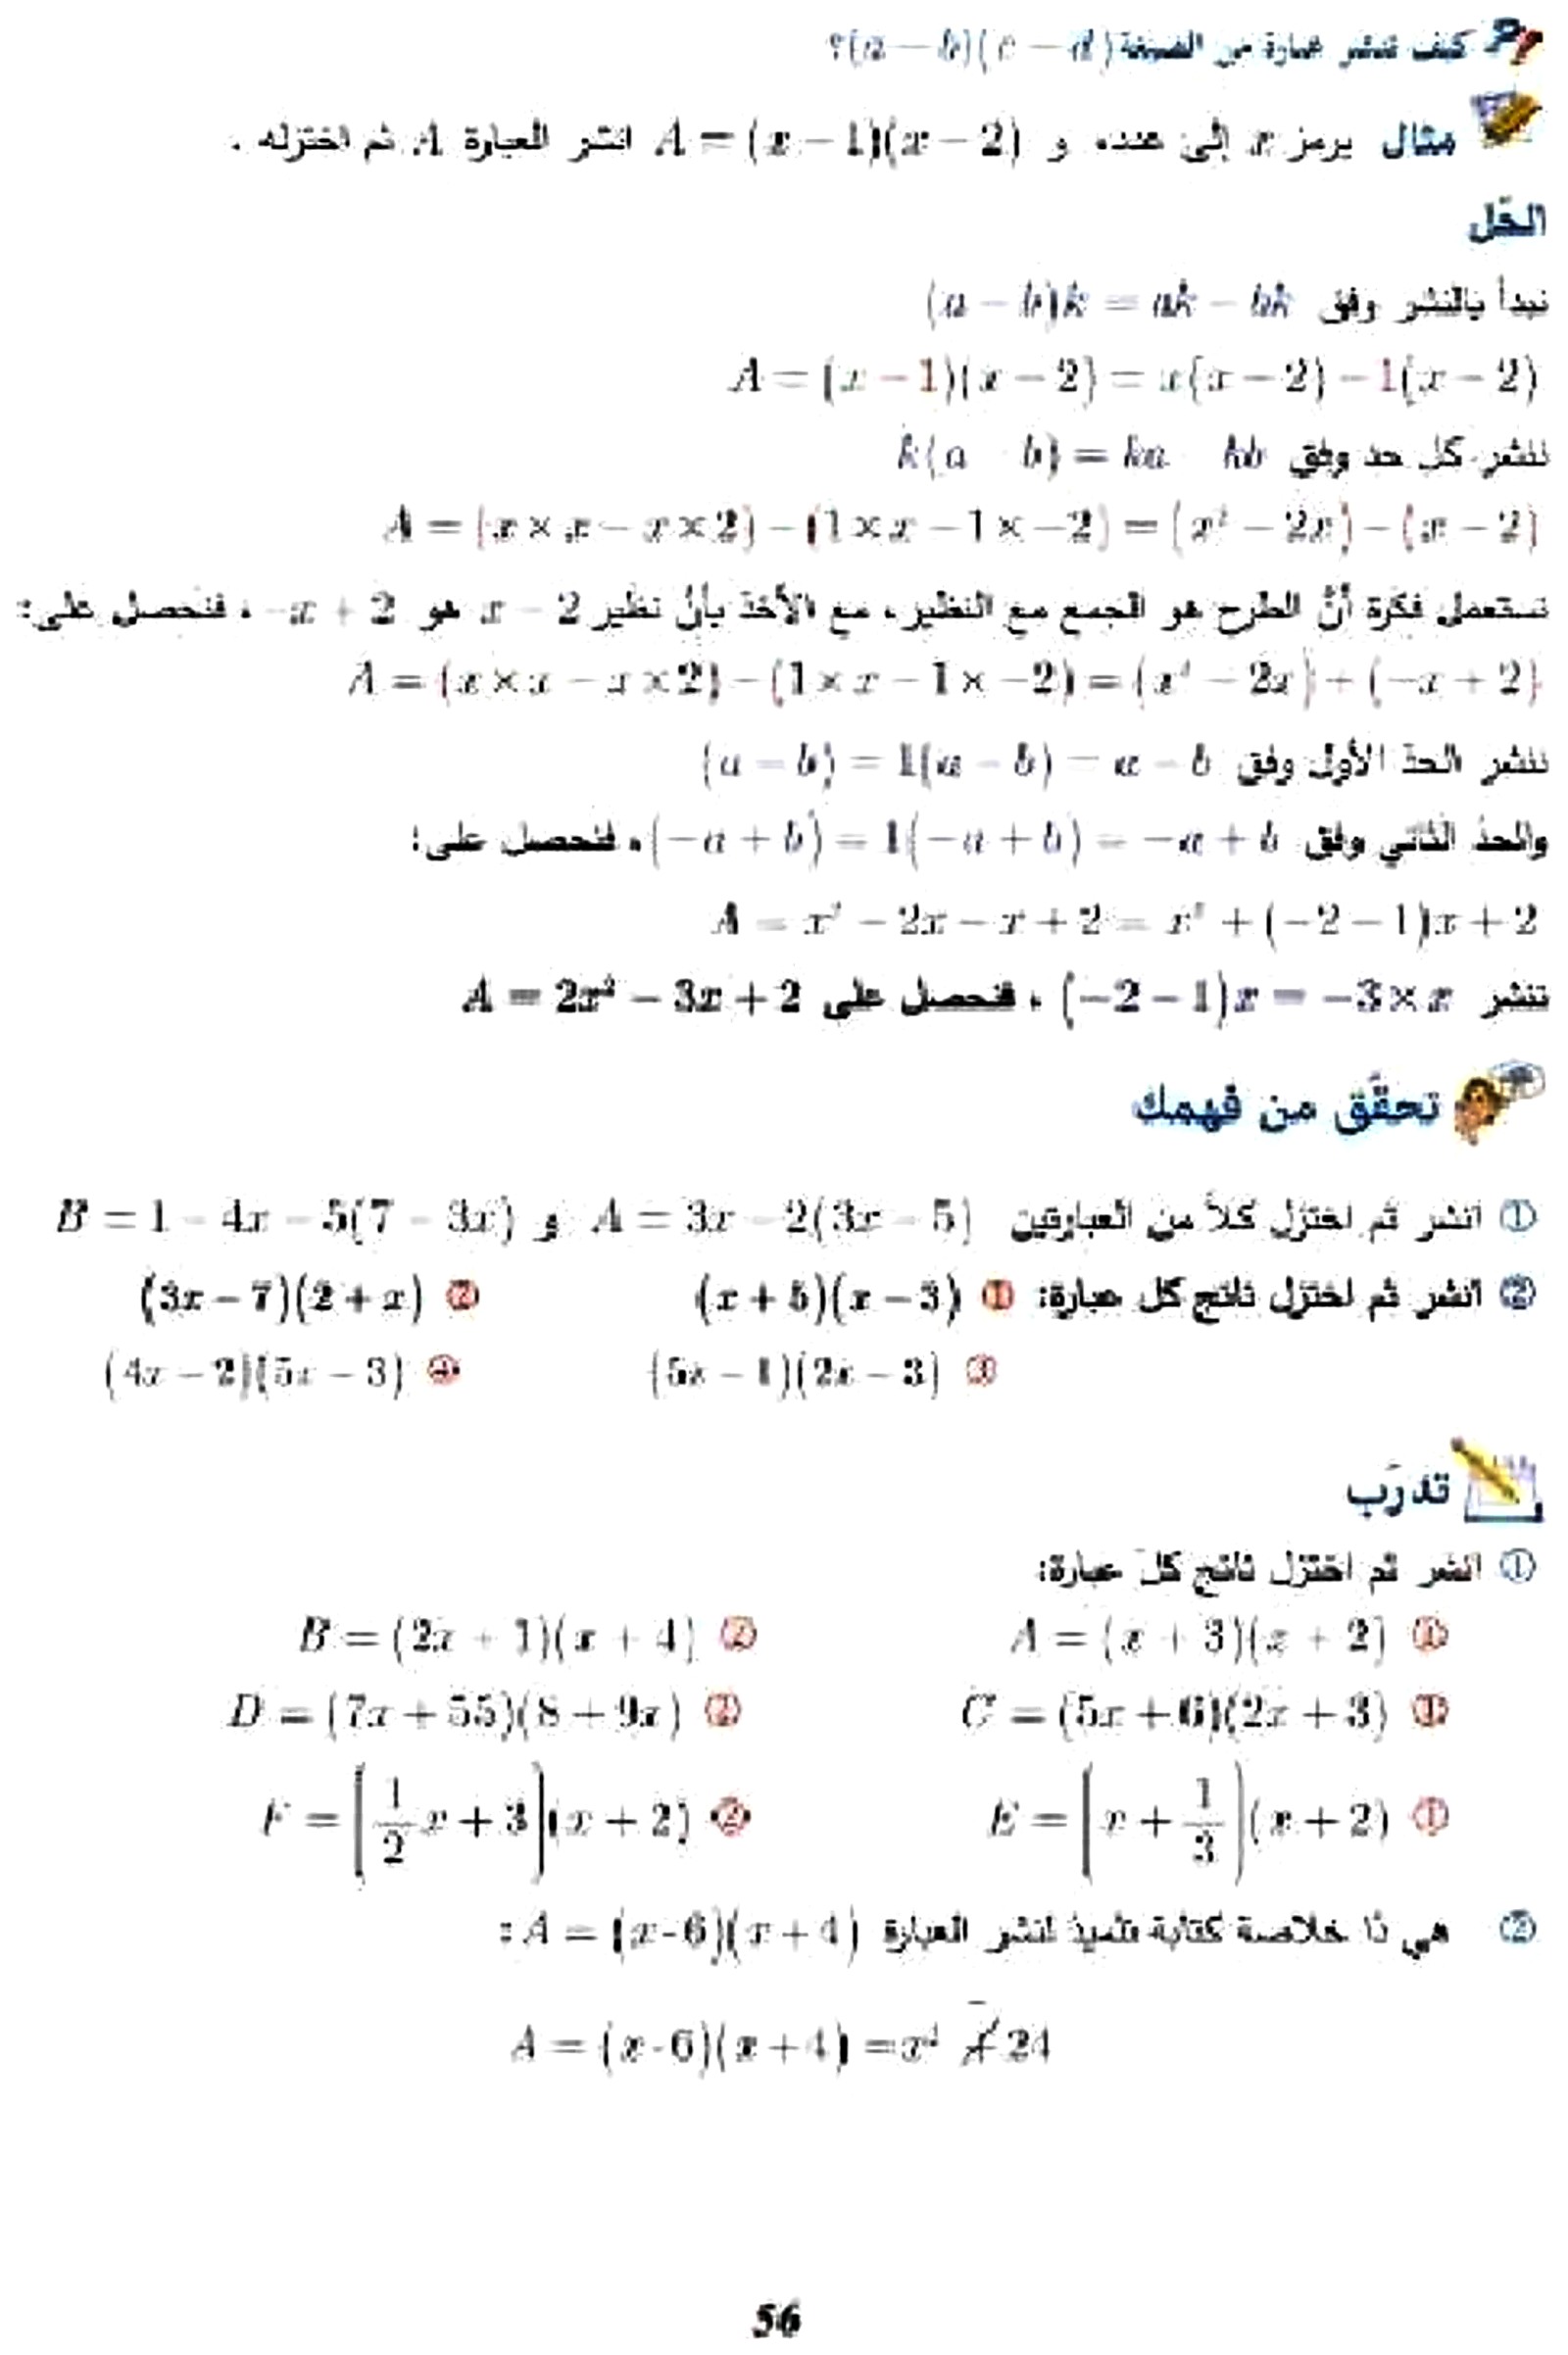 كيف ننشر عبارة من الصيغة (a − b)(c − d)؟
مثال يرمز x إلى عدد، و A = (x − 1)(x − 2) انشر العبارة A ثم اختزله .
الحّل
نبدأ بالنشر وفق (a − b)k = ak − bk
A = (x − 1)(x − 2) = x(x − 2) − 1(x − 2)
ننشر كل حد وفق k(a − b) = ka − kb
A = (x × x − x × 2) − (1 × x − 1 × −2) = (x² − 2x) − (x − 2)
نستعمل فكرة أنّ الطرح هو الجمع مع النظير، مع الأخذ بأنّ نظير x − 2 هو −x + 2 ، فنحصل على:
A = (x × x − x × 2) − (1 × x − 1 × −2) = (x² − 2x) + (−x + 2)
ننشر الحدّ الأول وفق (a − b) = 1(a − b) = a − b
والحدّ الثاني وفق (−a + b) = 1(−a + b) = −a + b ، فنحصل على:
A = x² − 2x − x + 2 = x² + (−2 − 1)x + 2
ننشر (−2 − 1)x = −3 × x ، فنحصل على A = 2x² − 3x + 2
تحقّق من فهمك
① انشر ثم اختزل كلاً من العبارتين A = 3x − 2(3x − 5) و B = 1 − 4x − 5(7 − 3x)
② انشر ثم اختزل ناتج كل عبارة: ① (x + 5)(x − 3) ② (3x − 7)(2 + x)
③ (5x − 1)(2x − 3) ④ (4x − 2)(5x − 3)
تدرّب
① انشر ثم اختزل ناتج كلّ عبارة:
① A = (x + 3)(x + 2) ② B = (2x + 1)(x + 4)
① C = (5x + 6)(2x + 3) ② D = (7x + 55)(8 + 9x)
① E = (x + 1/3)(x + 2) ② F = (1/2 x + 3)(x + 2)
② هي ذا خلاصة كتابة تلميذ لنشر العبارة A = (x-6)(x + 4) :
A = (x-6)(x + 4) = x² 24
56